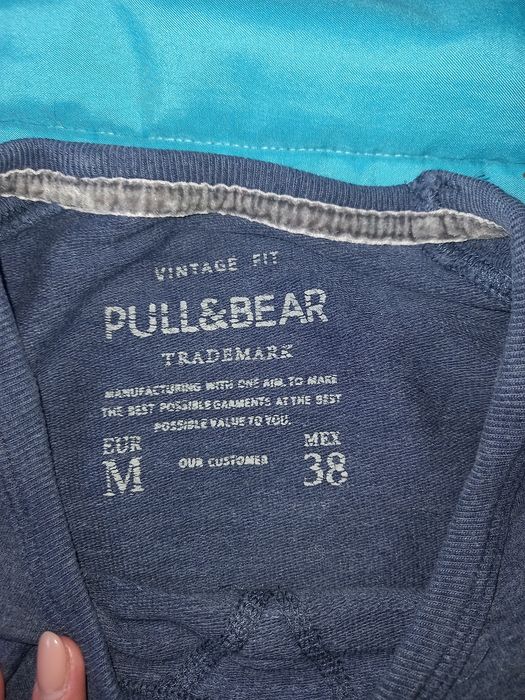 VINTAGE FIT
PULL&BEAR
TRADEMARK
MANUFACTURING WITH ONE AIM. TO MAKE
THE BEST POSSIBLE GARMENTS AT THE BEST
POSSIBLE VALUE TO YOU.
EUR MEX
M OUR CUSTOMER 38